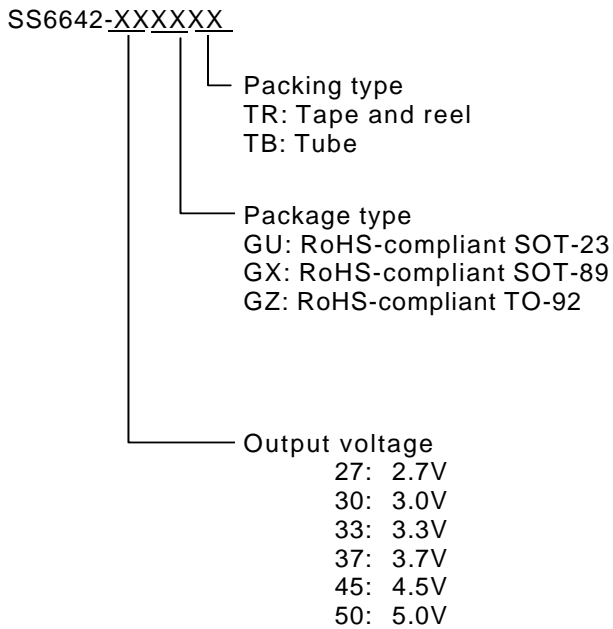 SS6642-XXXXXX
Packing type
TR: Tape and reel
TB: Tube
Package type
GU: RoHS-compliant SOT-23
GX: RoHS-compliant SOT-89
GZ: RoHS-compliant TO-92
Output voltage
27: 2.7V
30: 3.0V
33: 3.3V
37: 3.7V
45: 4.5V
50: 5.0V